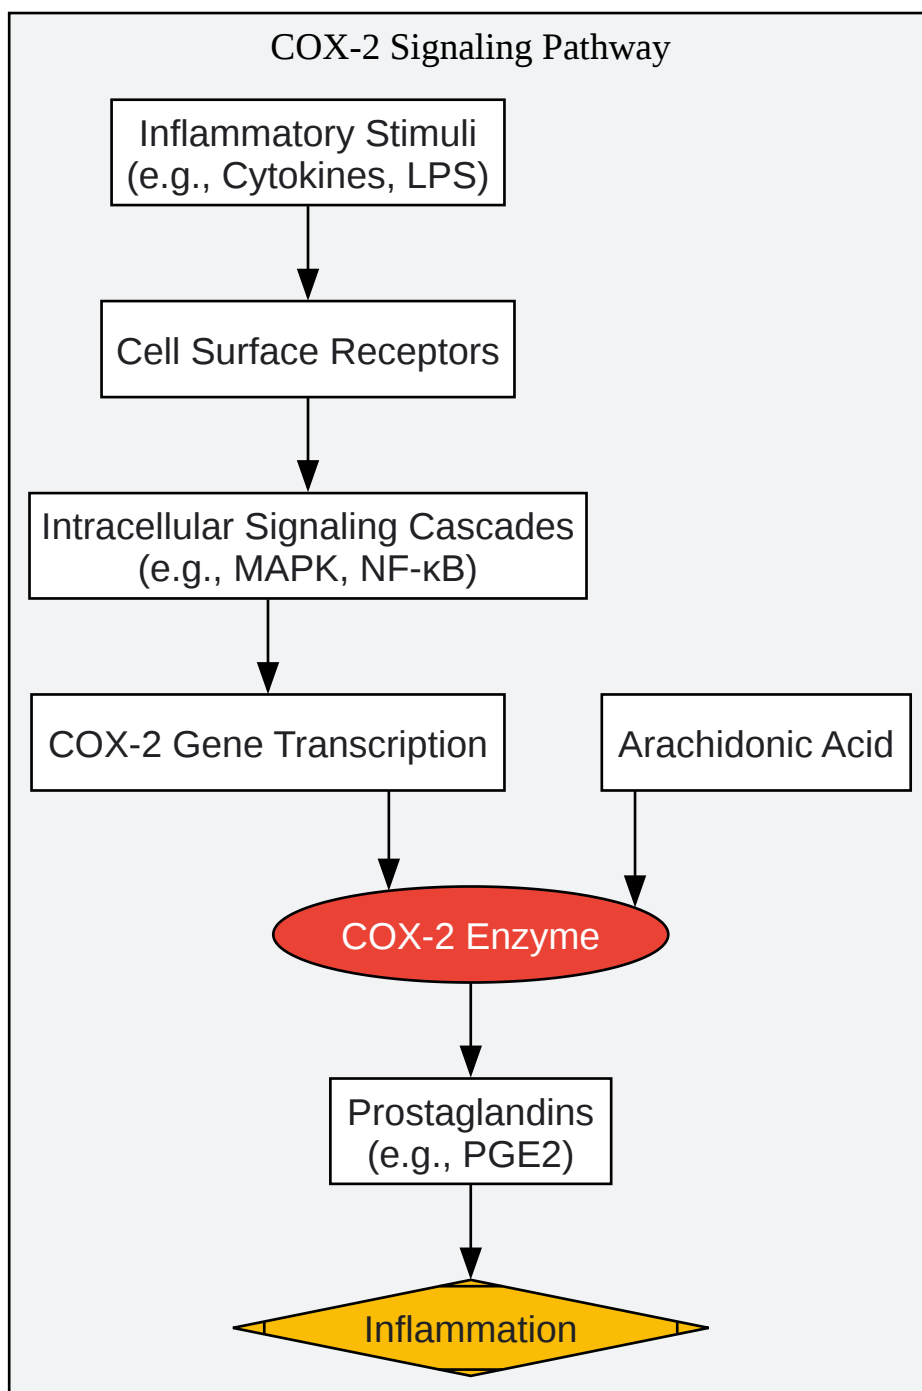 COX-2 Signaling Pathway
Inflammatory Stimuli
(e.g., Cytokines, LPS)
Cell Surface Receptors
Intracellular Signaling Cascades
(e.g., MAPK, NF-κB)
COX-2 Gene Transcription
Arachidonic Acid
COX-2 Enzyme
Prostaglandins
(e.g., PGE2)
Inflammation